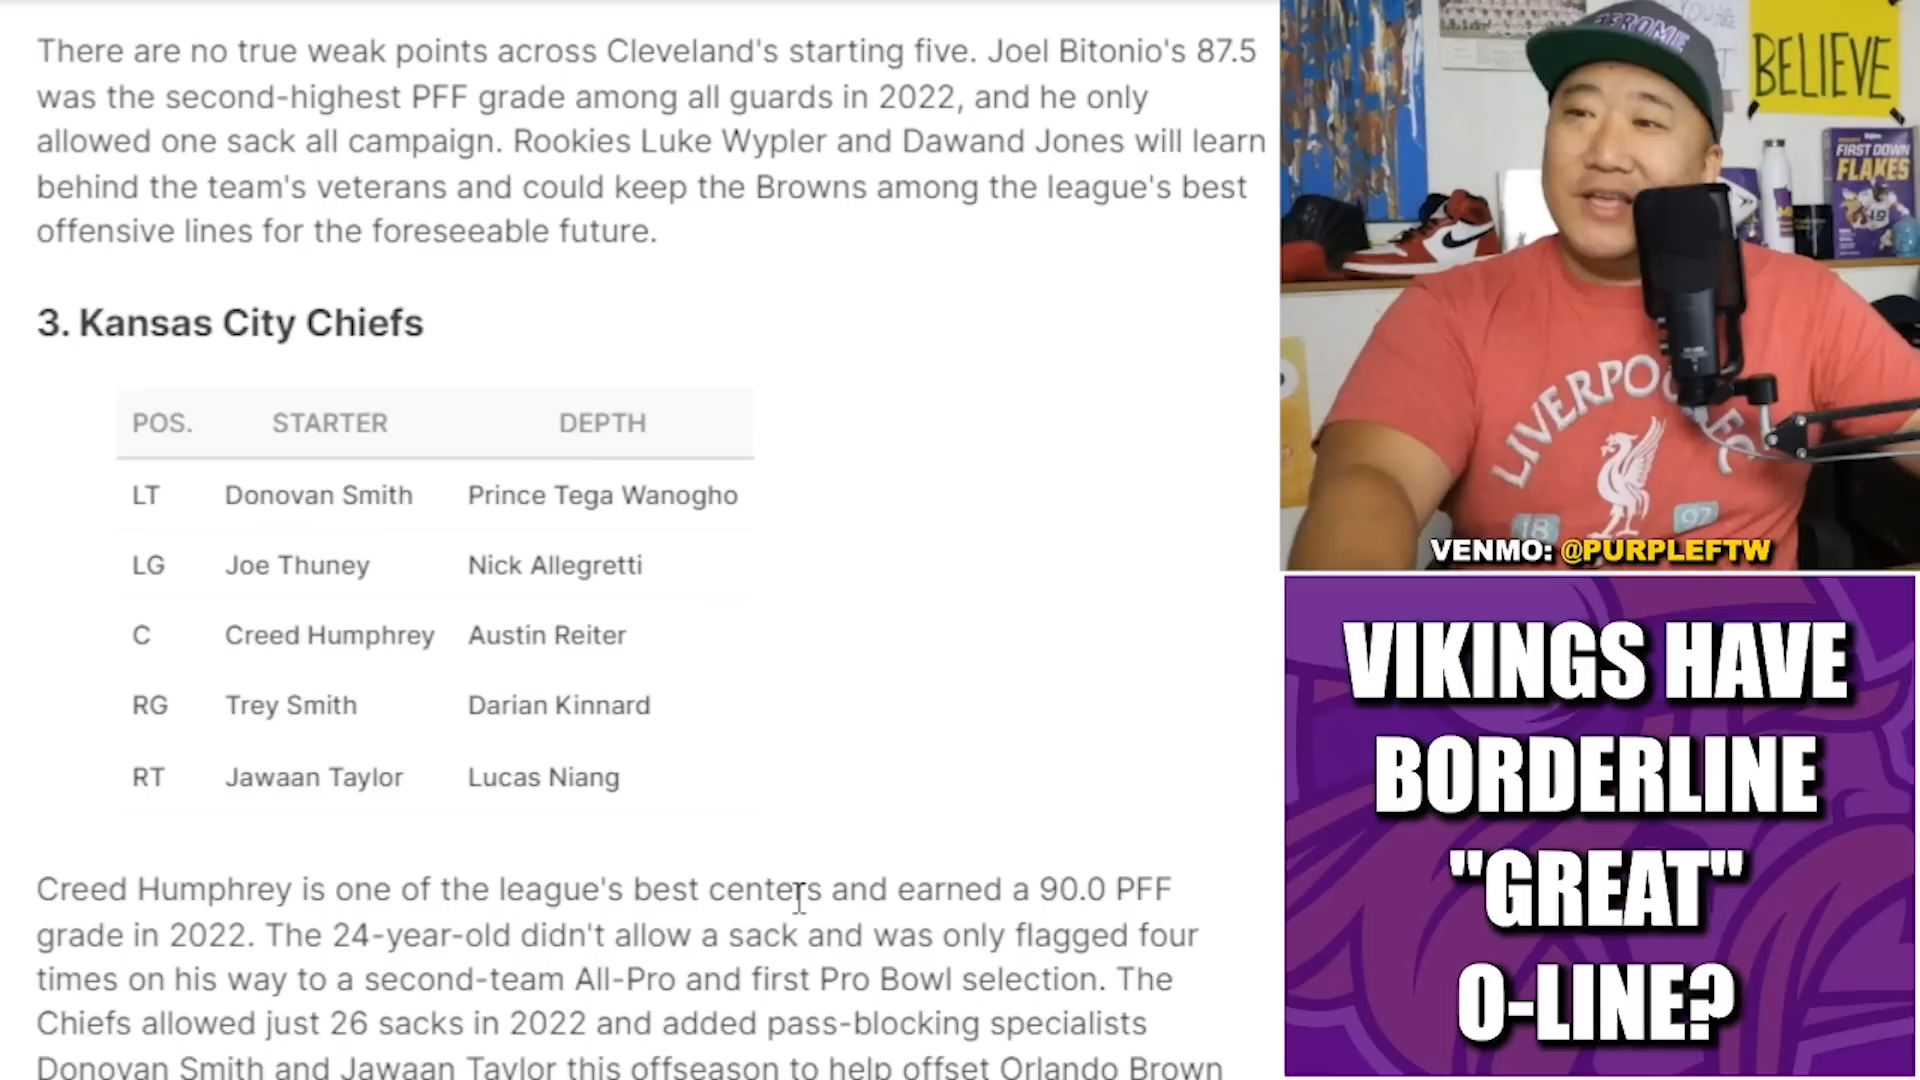 There are no true weak points across Cleveland's starting five. Joel Bitonio's 87.5
was the second-highest PFF grade among all guards in 2022, and he only
allowed one sack all campaign. Rookies Luke Wypler and Dawand Jones will learn
behind the team's veterans and could keep the Browns among the league's best
offensive lines for the foreseeable future.
3. Kansas City Chiefs
POS. STARTER DEPTH
LT Donovan Smith Prince Tega Wanogho
LG Joe Thuney Nick Allegretti
C Creed Humphrey Austin Reiter
RG Trey Smith Darian Kinnard
RT Jawaan Taylor Lucas Niang
Creed Humphrey is one of the league's best centers and earned a 90.0 PFF
grade in 2022. The 24-year-old didn't allow a sack and was only flagged four
times on his way to a second-team All-Pro and first Pro Bowl selection. The
Chiefs allowed just 26 sacks in 2022 and added pass-blocking specialists
Donovan Smith and Jawaan Taylor this offseason to help offset Orlando Brown
BELIEVE
FIRST DOWN
FLAKES
19
18
97
VENMO: @PURPLEFTW
VIKINGS HAVE
BORDERLINE
"GREAT"
O-LINE?